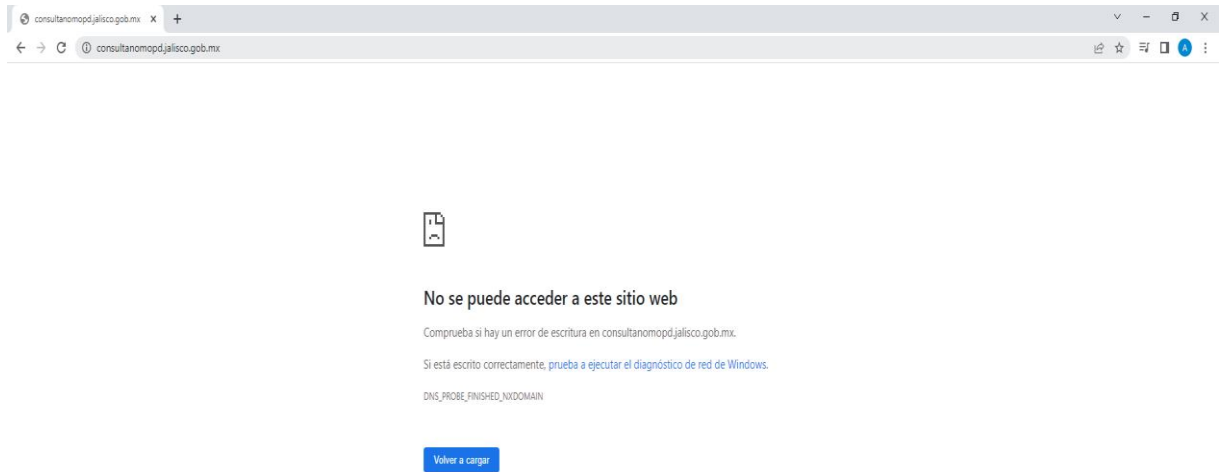 consultanomopd.jalisco.gob.mx
consultanomopd.jalisco.gob.mx
A
No se puede acceder a este sitio web
Comprueba si hay un error de escritura en consultanomopd.jalisco.gob.mx.
Si está escrito correctamente, prueba a ejecutar el diagnóstico de red de Windows.
DNS_PROBE_FINISHED_NXDOMAIN
Volver a cargar